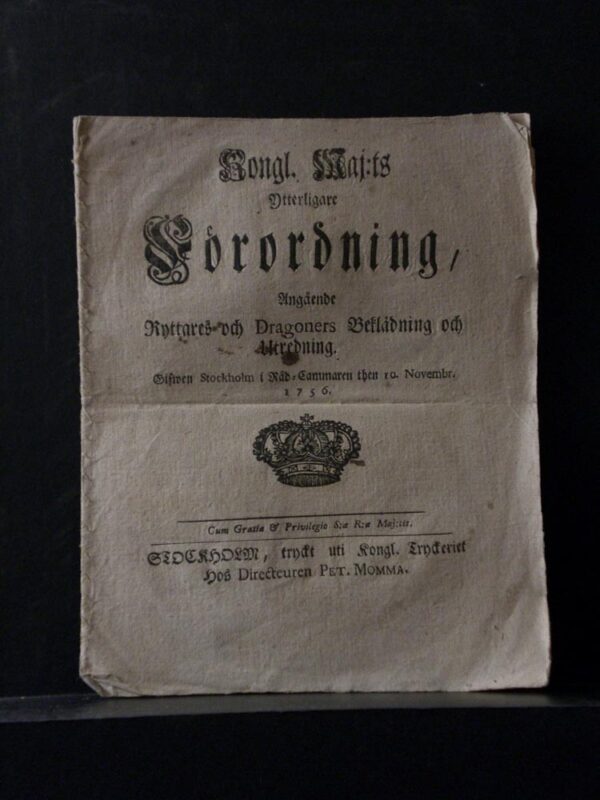 Kongl. Maj:ts
Ytterligare
Förordning,
Angående
Ryttares och Dragoners Beklädning och
Utredning.
Gifwen Stockholm i Råd-Cammaren then 10. Novembr.
1756.
Cum Gratia & Privilegio S:æ R:æ Maj:tis.
STOCKHOLM, tryckt uti Kongl. Tryckeriet
Hos Directeuren PET. MOMMA.